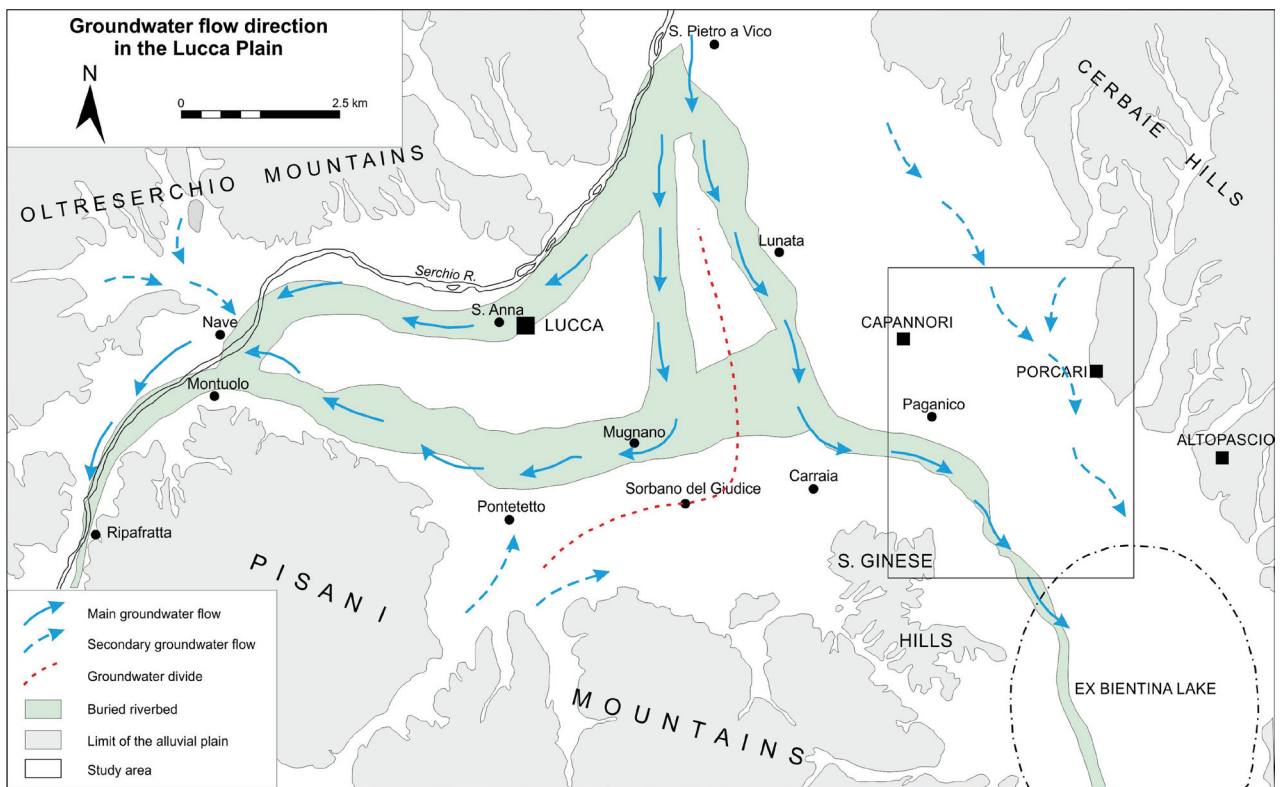 Groundwater flow direction
in the Lucca Plain
N
0 2.5 km
S. Pietro a Vico
CERBAIE HILLS
OLTRESERCHIO MOUNTAINS
Lunata
Serchio R.
Nave
S. Anna
LUCCA
CAPANNORI
PORCARI
Montuolo
Paganico
Mugnano
ALTOPASCIO
Carraia
Sorbano del Giudice
Pontetetto
Ripafratta
S. GINESE
HILLS
PISANI
MOUNTAINS
EX BIENTINA LAKE
Main groundwater flow
Secondary groundwater flow
Groundwater divide
Buried riverbed
Limit of the alluvial plain
Study area